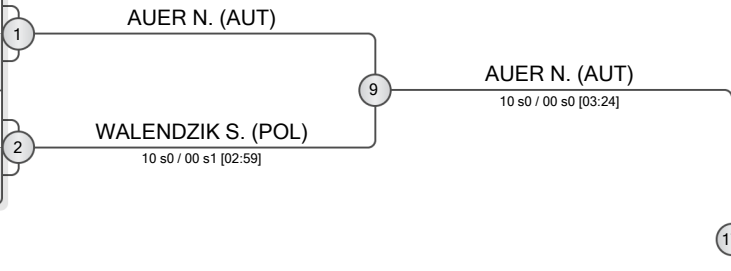 AUER N. (AUT)
1
AUER N. (AUT)
9
10 s0 / 00 s0 [03:24]
WALENDZIK S. (POL)
2
10 s0 / 00 s1 [02:59]